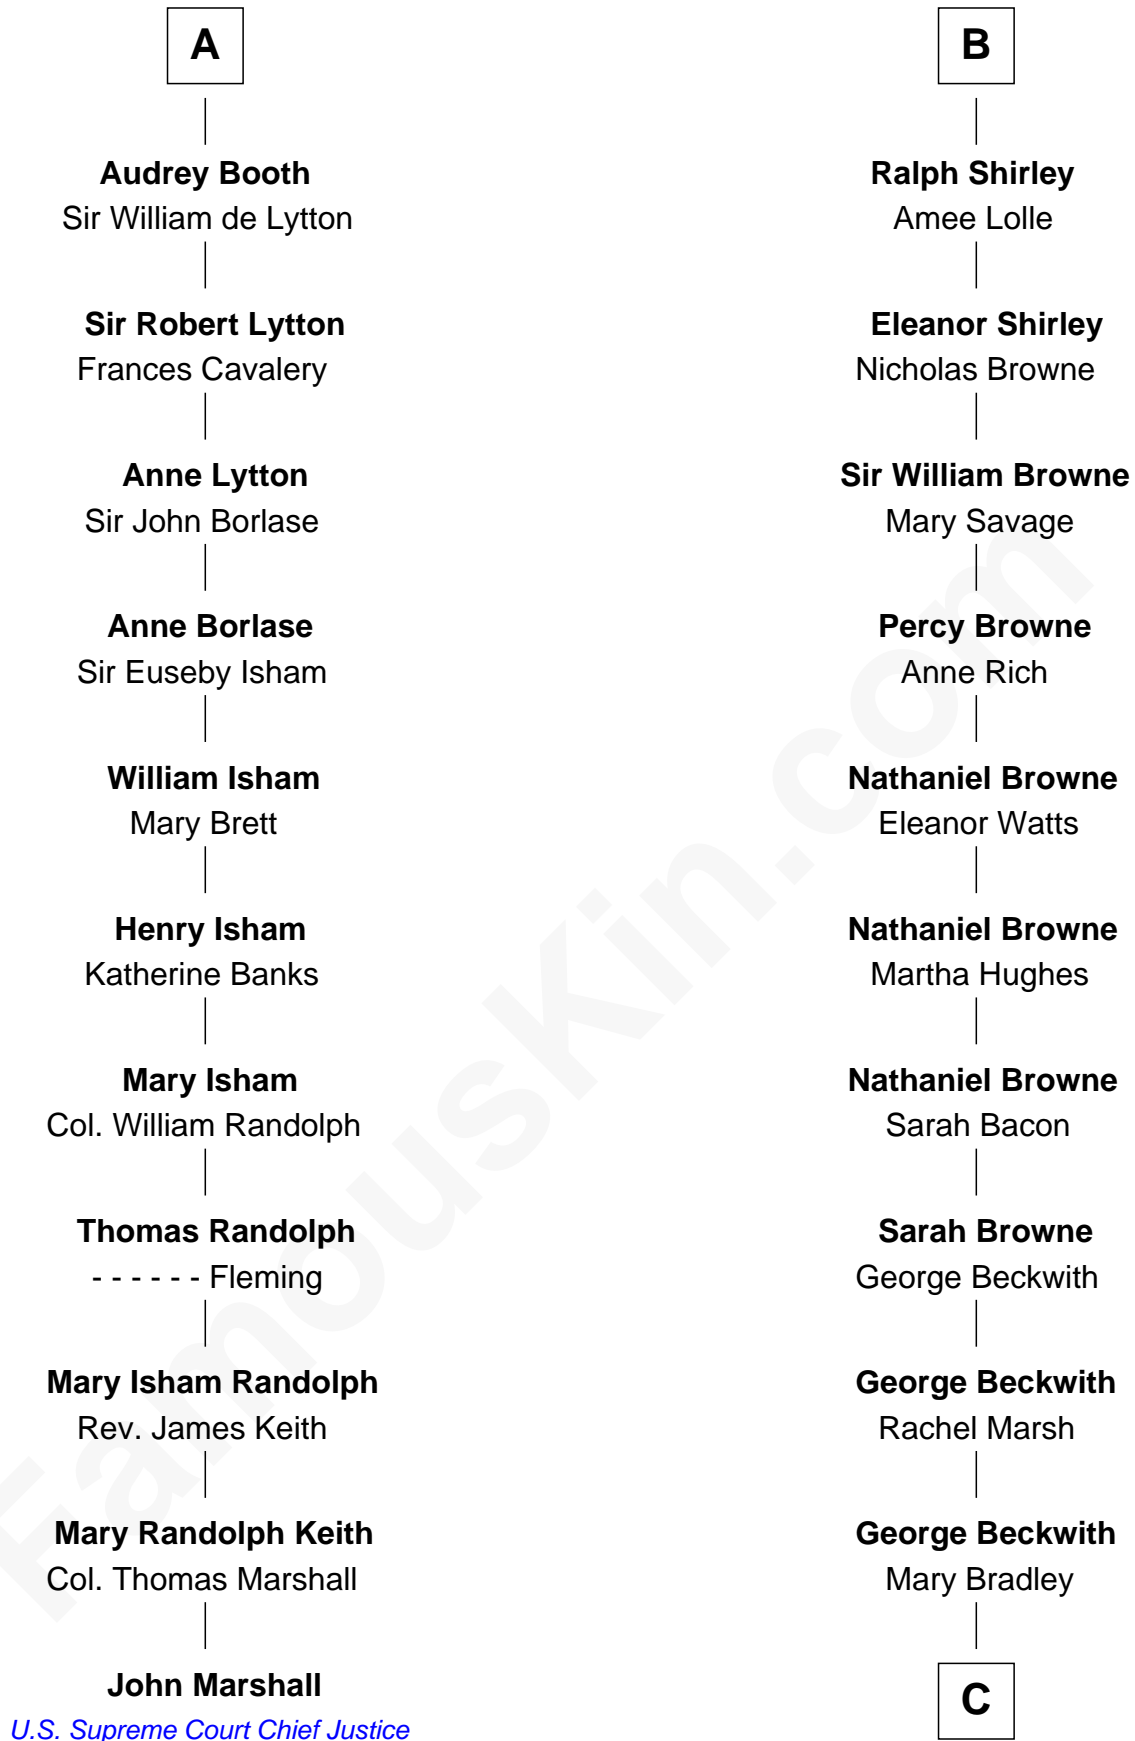 A
Audrey Booth
Sir William de Lytton
Sir Robert Lytton
Frances Cavalery
Anne Lytton
Sir John Borlase
Anne Borlase
Sir Euseby Isham
William Isham
Mary Brett
Henry Isham
Katherine Banks
Mary Isham
Col. William Randolph
Thomas Randolph
- - - - - - Fleming
Mary Isham Randolph
Rev. James Keith
Mary Randolph Keith
Col. Thomas Marshall
John Marshall
U.S. Supreme Court Chief Justice
B
Ralph Shirley
Amee Lolle
Eleanor Shirley
Nicholas Browne
Sir William Browne
Mary Savage
Percy Browne
Anne Rich
Nathaniel Browne
Eleanor Watts
Nathaniel Browne
Martha Hughes
Nathaniel Browne
Sarah Bacon
Sarah Browne
George Beckwith
George Beckwith
Rachel Marsh
George Beckwith
Mary Bradley
C
FamousKin.com